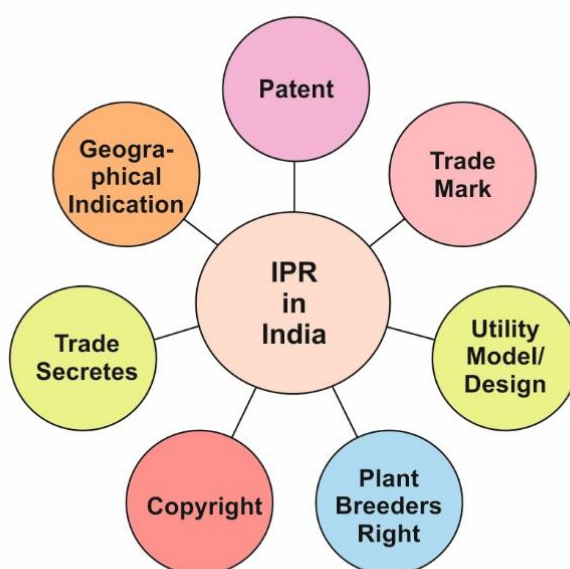 Patent
Geogra-
phical
Indication
Trade
Mark
IPR
in
India
Trade
Secretes
Utility
Model/
Design
Copyright
Plant
Breeders
Right